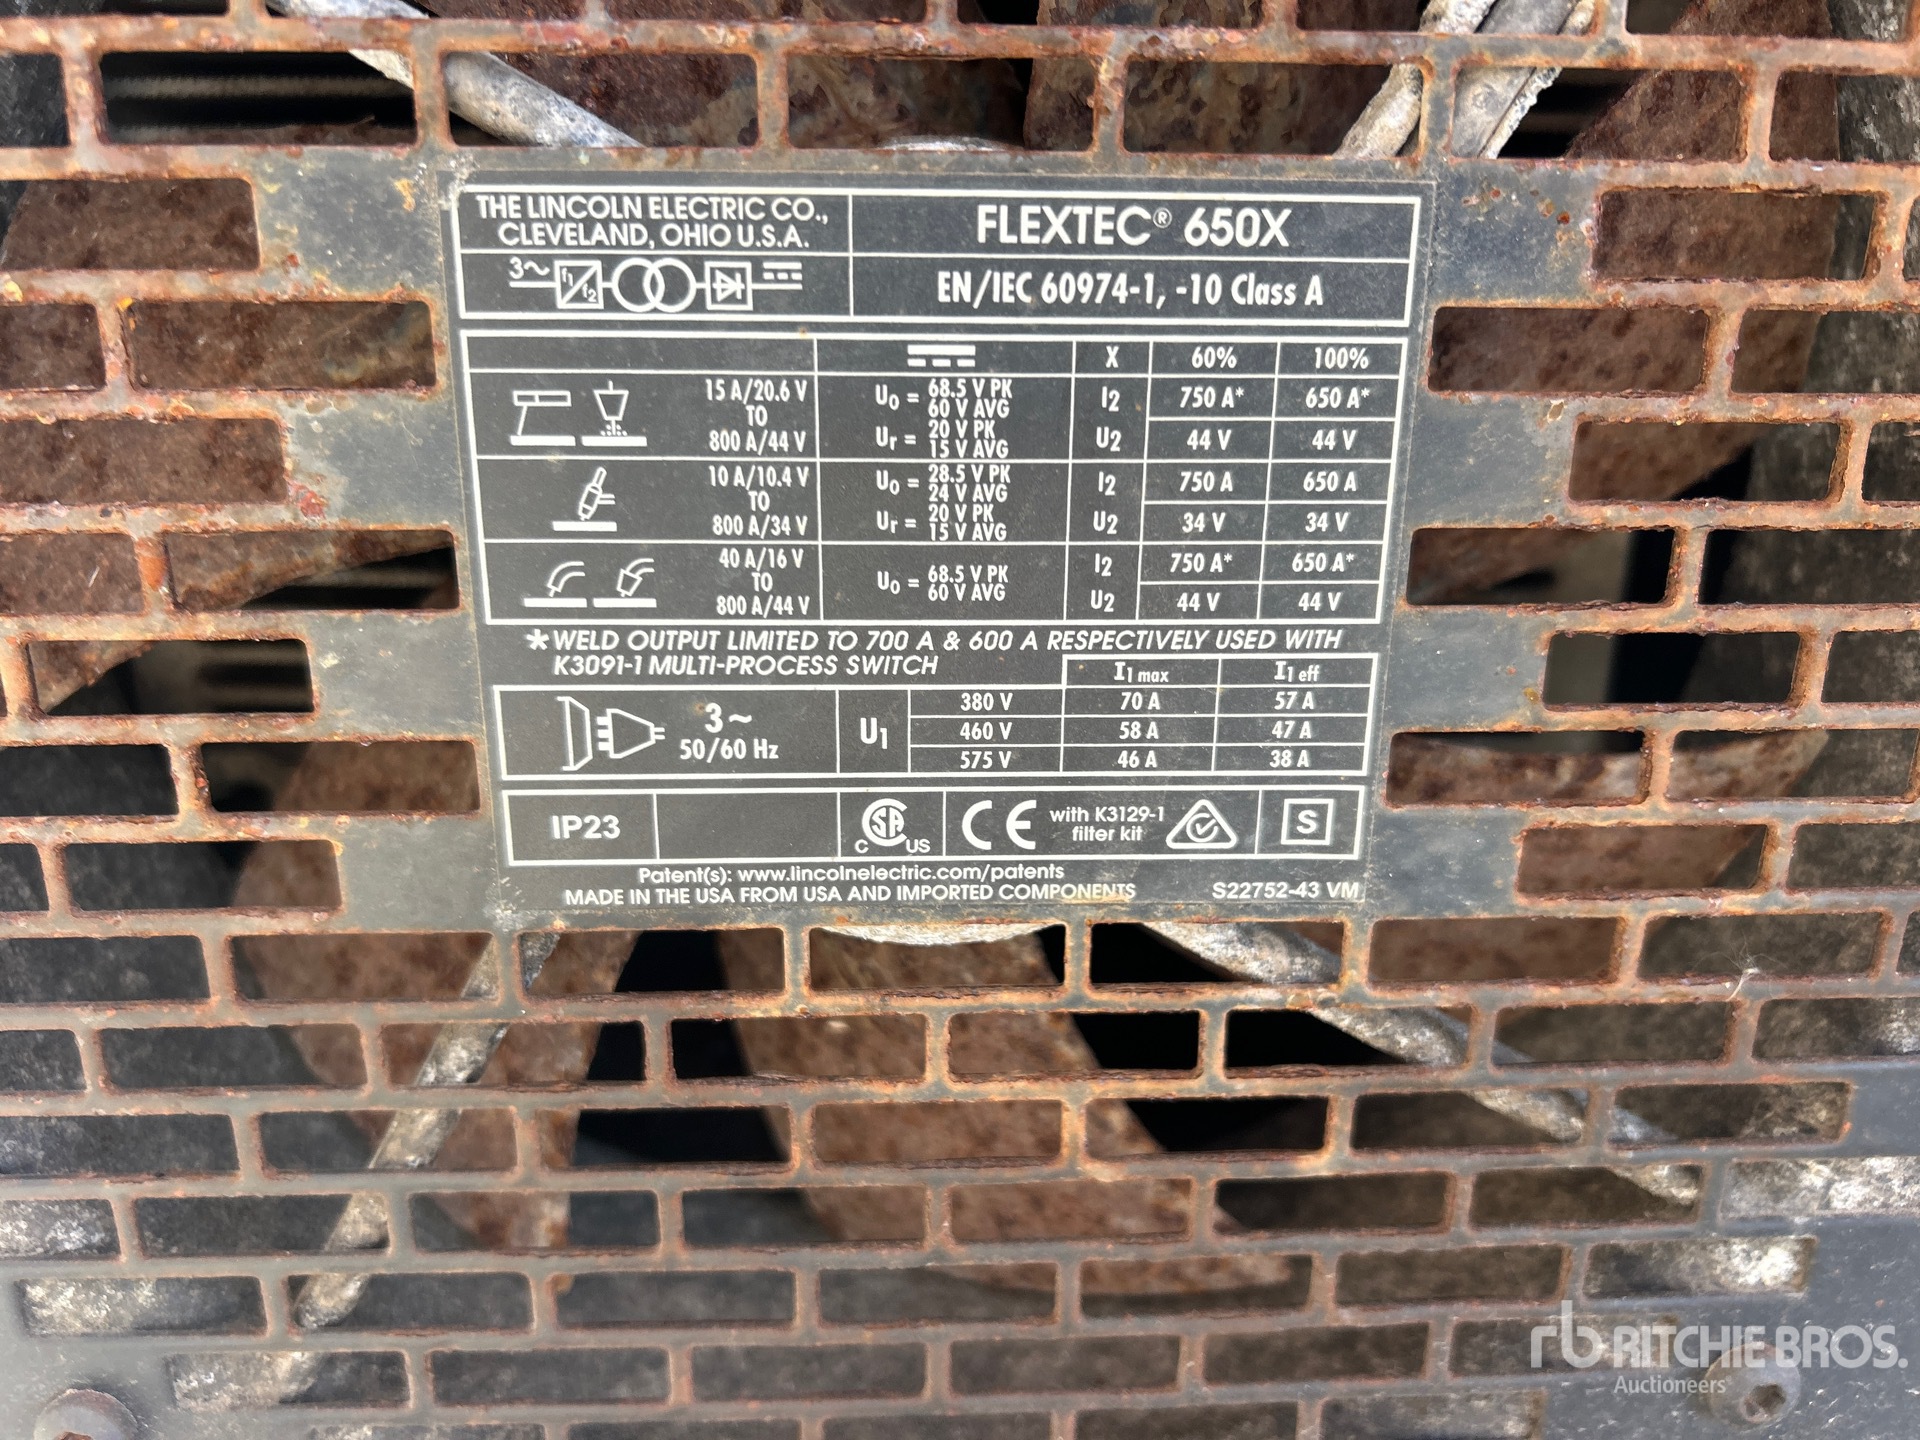 THE LINCOLN ELECTRIC CO.,
CLEVELAND, OHIO U.S.A.
FLEXTEC® 650X
3~ f1 f2
EN/IEC 60974-1, -10 Class A
X 60% 100%
15 A/20.6 V
TO
800 A/44 V
U0 = 68.5 V PK
60 V AVG
Ur = 20 V PK
15 V AVG
I2 750 A* 650 A*
U2 44 V 44 V
10 A/10.4 V
TO
800 A/34 V
U0 = 28.5 V PK
24 V AVG
Ur = 20 V PK
15 V AVG
I2 750 A 650 A
U2 34 V 34 V
40 A/16 V
TO
800 A/44 V
U0 = 68.5 V PK
60 V AVG
I2 750 A* 650 A*
U2 44 V 44 V
*WELD OUTPUT LIMITED TO 700 A & 600 A RESPECTIVELY USED WITH
K3091-1 MULTI-PROCESS SWITCH
I1 max I1 eff
3~
50/60 Hz
U1
380 V 70 A 57 A
460 V 58 A 47 A
575 V 46 A 38 A
IP23
C SA US
CE with K3129-1
filter kit
S
Patent(s): www.lincolnelectric.com/patents
MADE IN THE USA FROM USA AND IMPORTED COMPONENTS S22752-43 VM
rb RITCHIE BROS.
Auctioneers